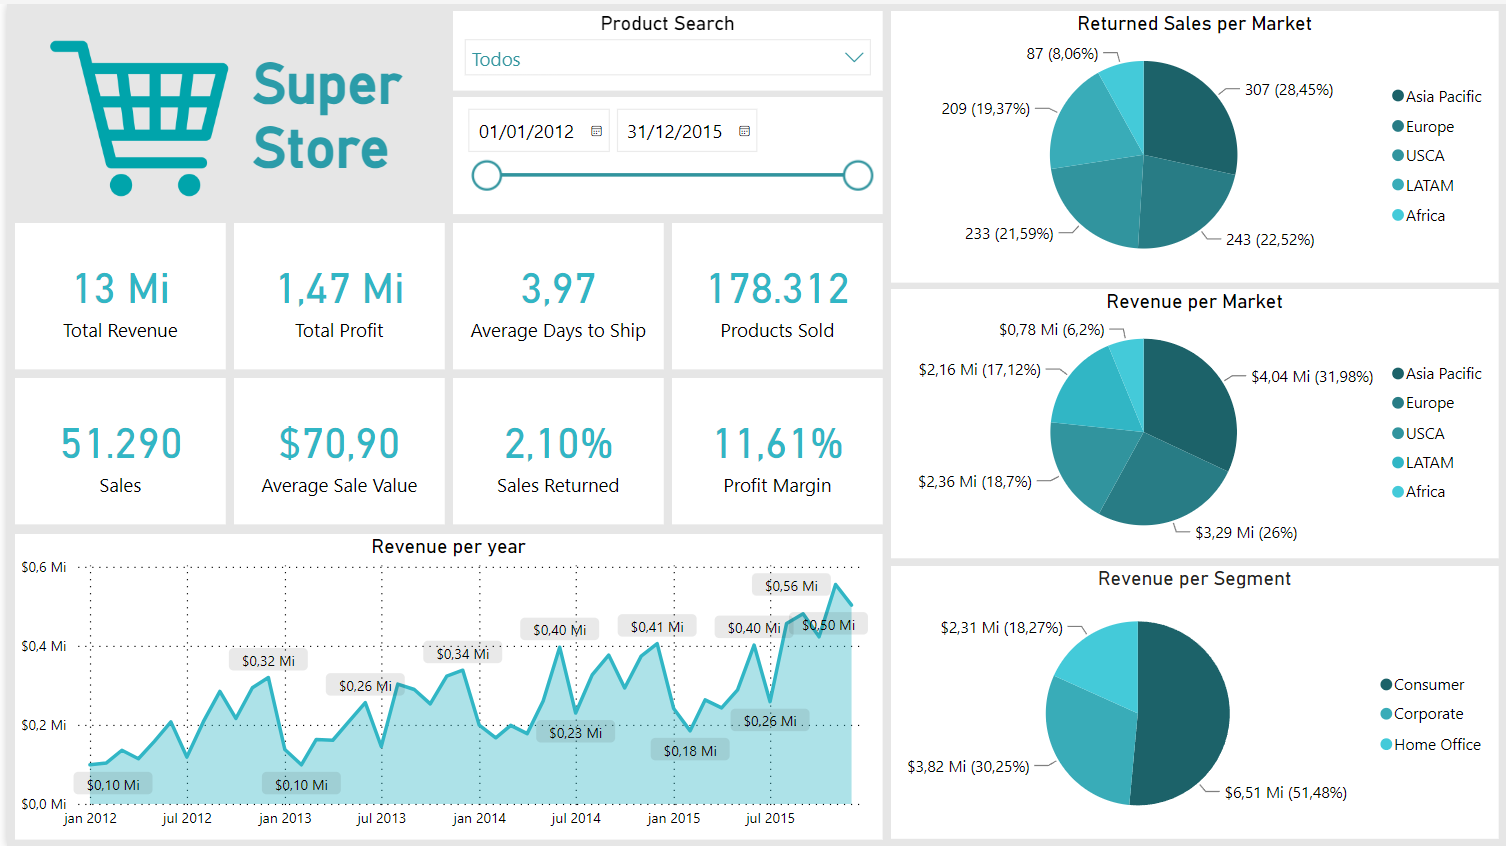 Super
Store
Product Search
Todos
01/01/2012
31/12/2015
13 Mi
Total Revenue
1,47 Mi
Total Profit
3,97
Average Days to Ship
178.312
Products Sold
51.290
Sales
$70,90
Average Sale Value
2,10%
Sales Returned
11,61%
Profit Margin
Revenue per year
$0,6 Mi
$0,4 Mi
$0,2 Mi
$0,0 Mi
$0,10 Mi
$0,32 Mi
$0,10 Mi
$0,26 Mi
$0,34 Mi
$0,40 Mi
$0,23 Mi
$0,41 Mi
$0,18 Mi
$0,40 Mi
$0,26 Mi
$0,56 Mi
$0,50 Mi
jan 2012
jul 2012
jan 2013
jul 2013
jan 2014
jul 2014
jan 2015
jul 2015
Returned Sales per Market
87 (8,06%)
307 (28,45%)
209 (19,37%)
233 (21,59%)
243 (22,52%)
Asia Pacific
Europe
USCA
LATAM
Africa
Revenue per Market
$0,78 Mi (6,2%)
$2,16 Mi (17,12%)
$4,04 Mi (31,98%)
$2,36 Mi (18,7%)
$3,29 Mi (26%)
Asia Pacific
Europe
USCA
LATAM
Africa
Revenue per Segment
$2,31 Mi (18,27%)
$3,82 Mi (30,25%)
$6,51 Mi (51,48%)
Consumer
Corporate
Home Office